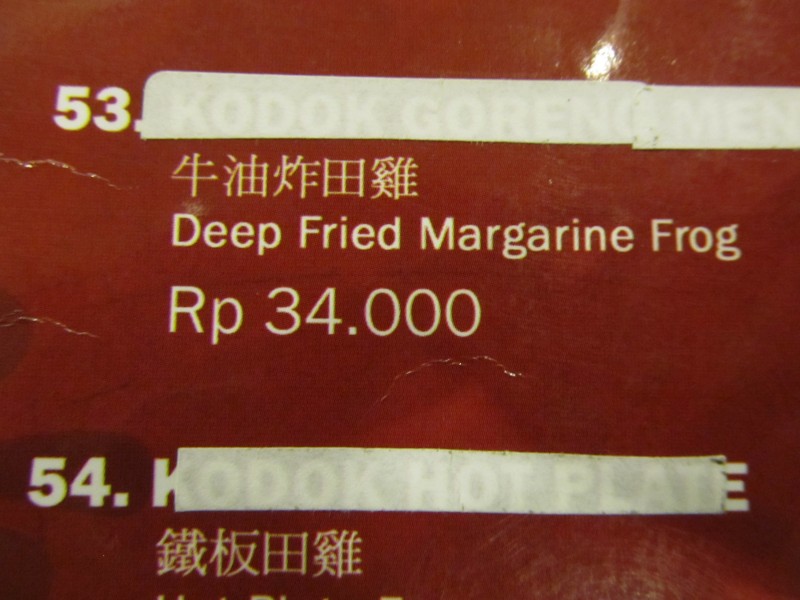 53. KODOK GORENG MEN
牛油炸田雞
Deep Fried Margarine Frog
Rp 34.000
54. KODOK HOT PLATE
鐵板田雞